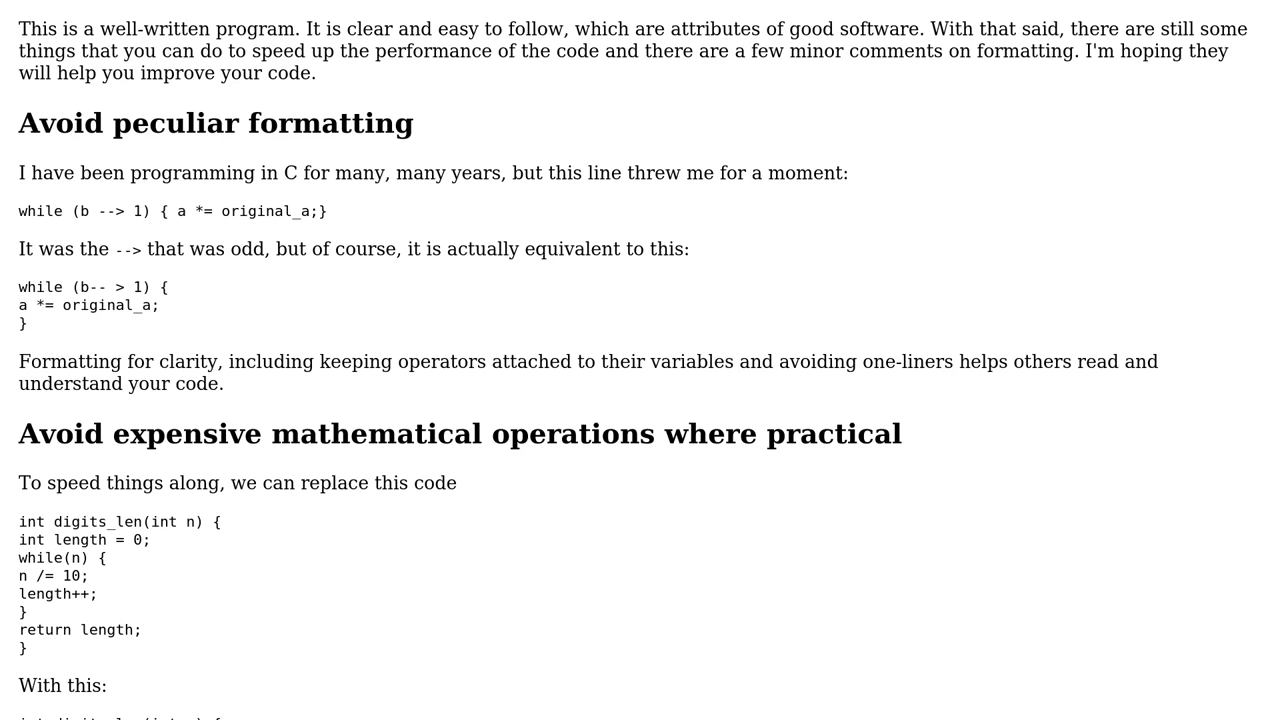 This is a well-written program. It is clear and easy to follow, which are attributes of good software. With that said, there are still some
things that you can do to speed up the performance of the code and there are a few minor comments on formatting. I'm hoping they
will help you improve your code.
Avoid peculiar formatting
I have been programming in C for many, many years, but this line threw me for a moment:
while (b --> 1) { a *= original_a;}
It was the --> that was odd, but of course, it is actually equivalent to this:
while (b-- > 1) {
a *= original_a;
}
Formatting for clarity, including keeping operators attached to their variables and avoiding one-liners helps others read and
understand your code.
Avoid expensive mathematical operations where practical
To speed things along, we can replace this code
int digits_len(int n) {
int length = 0;
while(n) {
n /= 10;
length++;
}
return length;
}
With this: